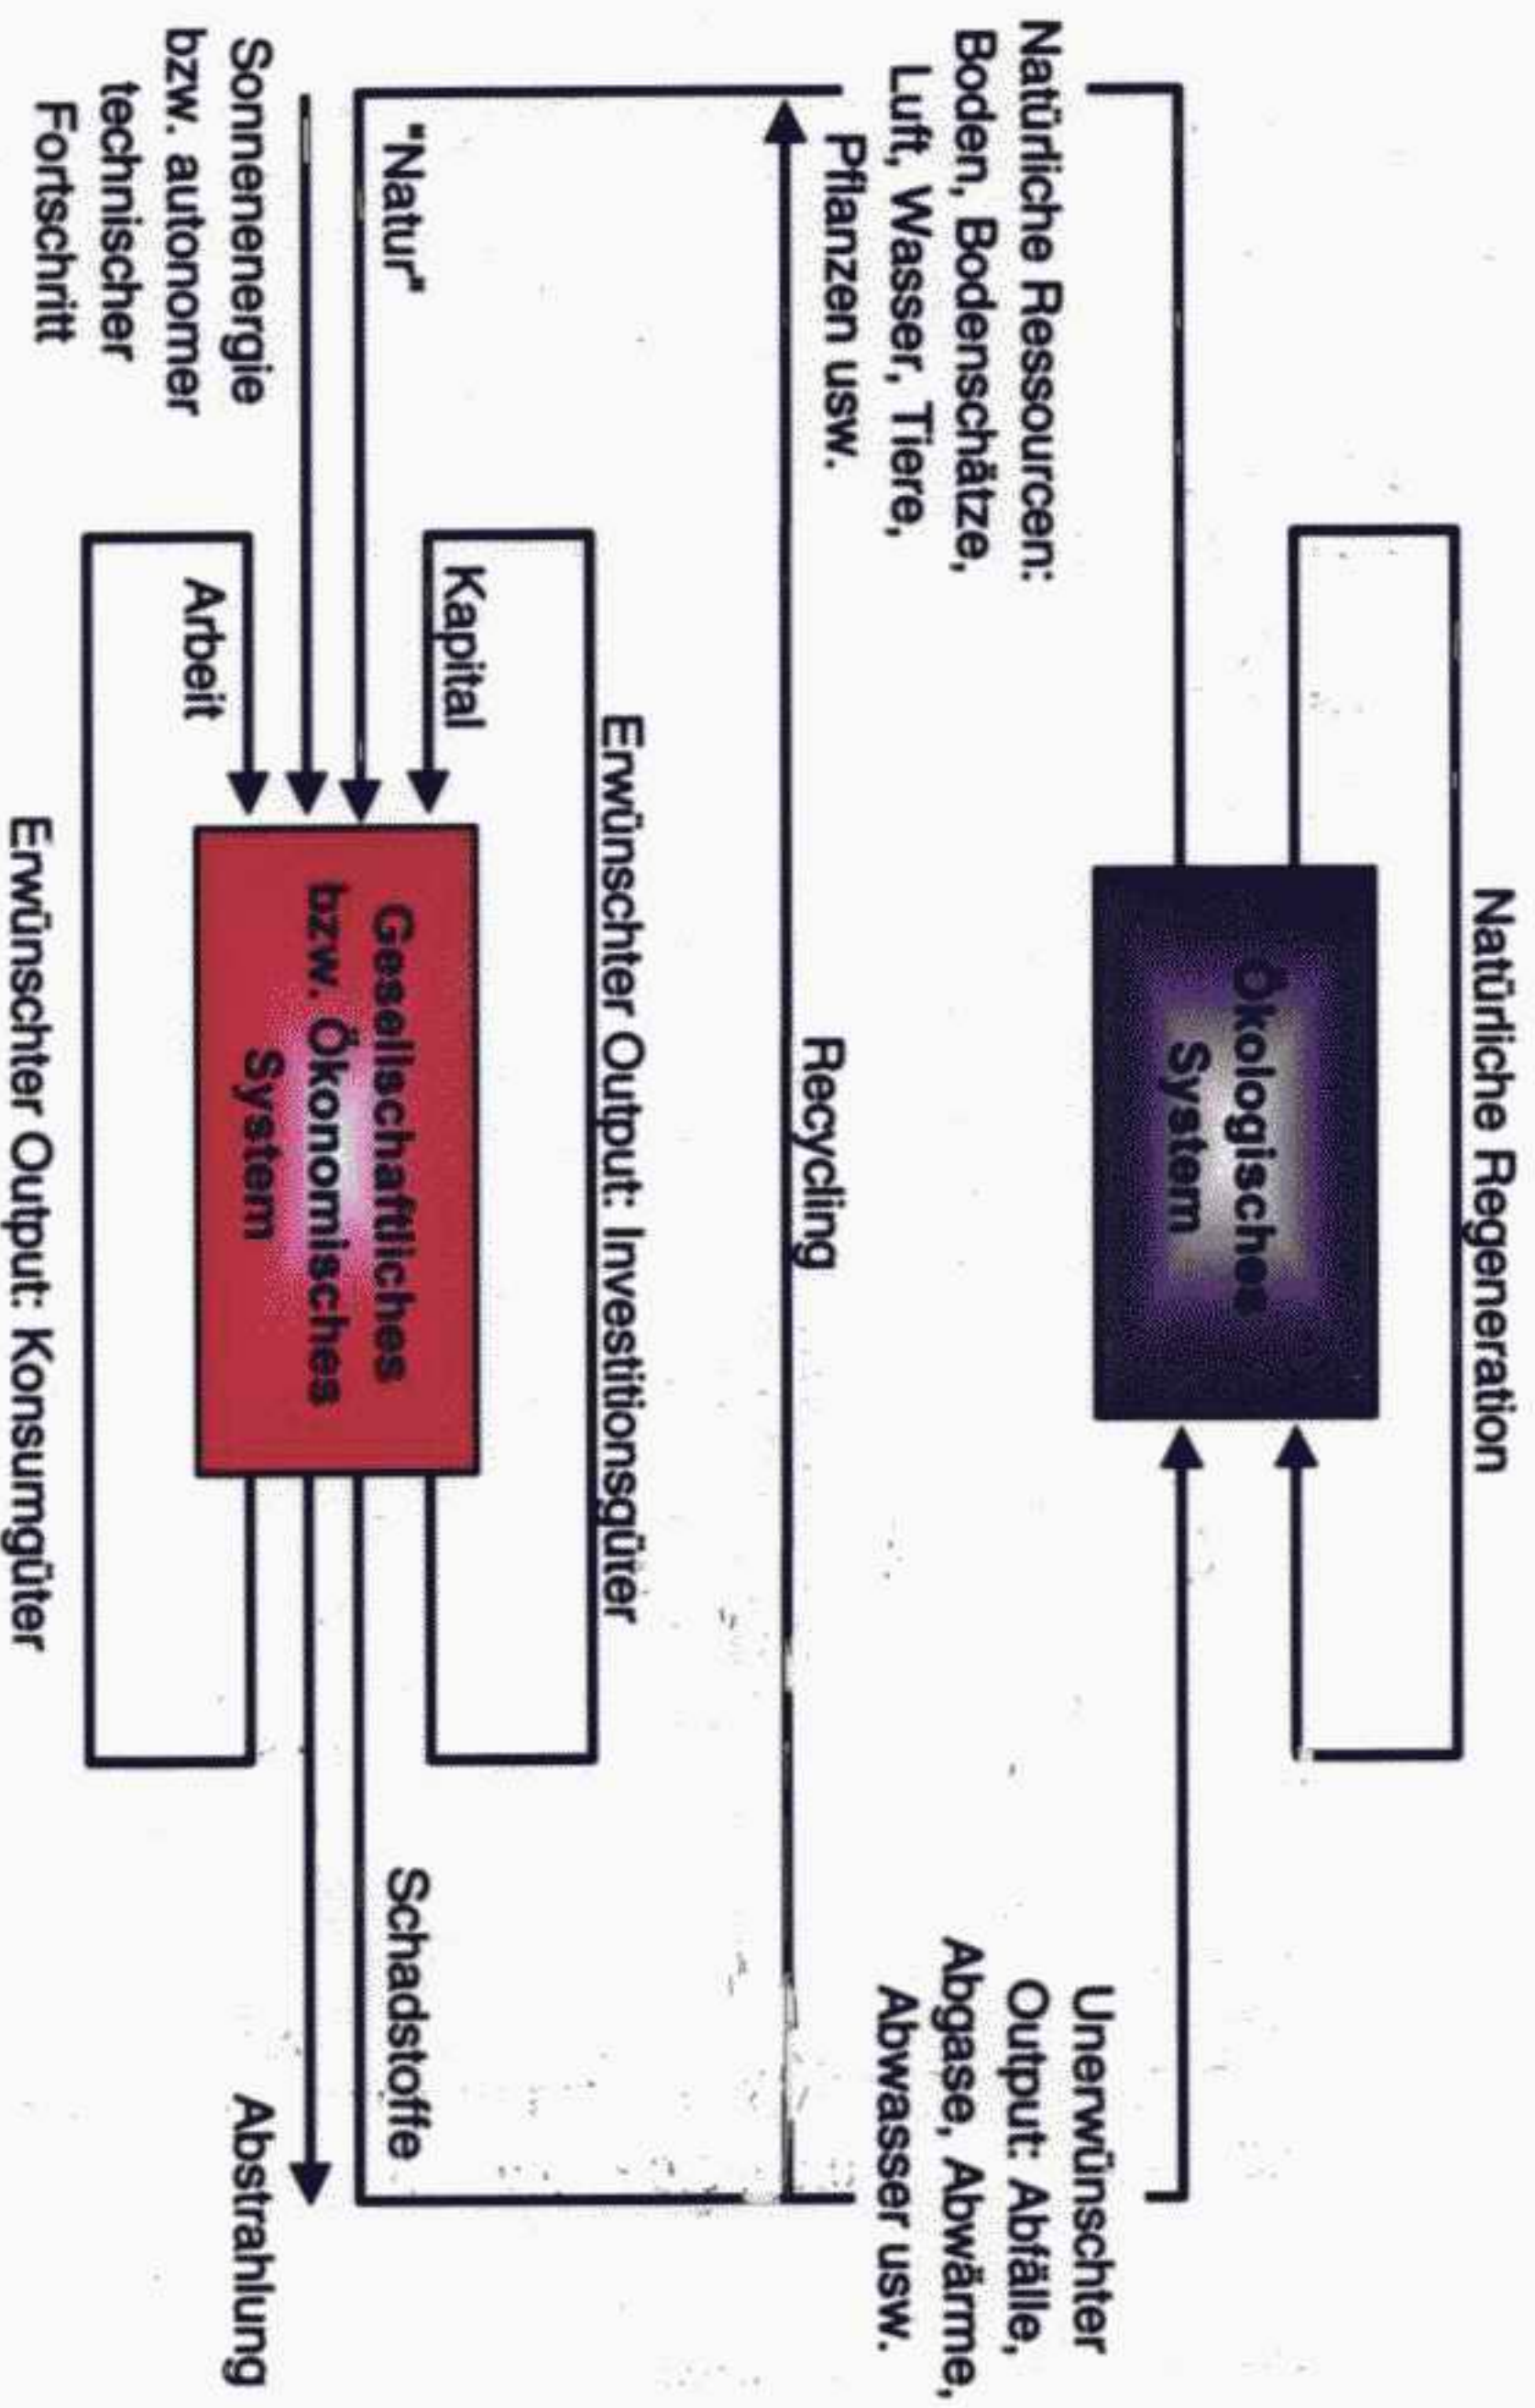 Natürliche Regeneration
Ökologisches
System
Natürliche Ressourcen:
Boden, Bodenschätze,
Luft, Wasser, Tiere,
Pflanzen usw.
Unerwünschter
Output: Abfälle,
Abgase, Abwärme,
Abwasser usw.
Recycling
Erwünschter Output: Investitionsgüter
"Natur"
Kapital
Schadstoffe
Gesellschaftliches
bzw. Ökonomisches
System
Sonnenenergie
bzw. autonomer
technischer
Fortschritt
Arbeit
Abstrahlung
Erwünschter Output: Konsumgüter